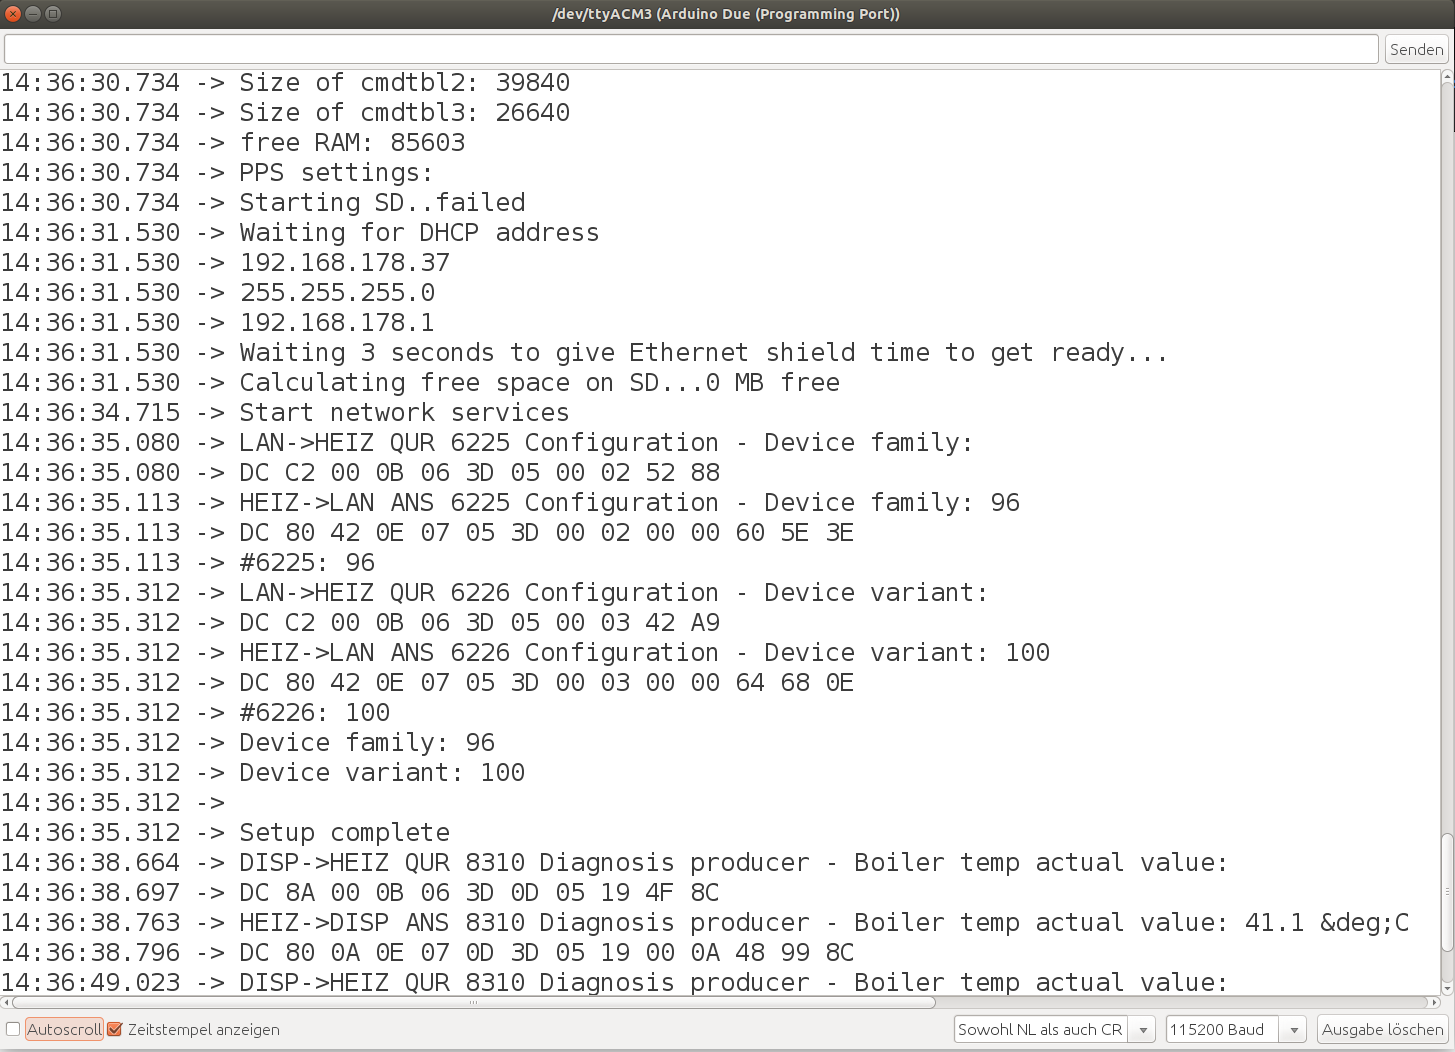 /dev/ttyACM3 (Arduino Due (Programming Port))
Senden
14:36:30.734 -> Size of cmdtbl2: 39840
14:36:30.734 -> Size of cmdtbl3: 26640
14:36:30.734 -> free RAM: 85603
14:36:30.734 -> PPS settings:
14:36:30.734 -> Starting SD..failed
14:36:31.530 -> Waiting for DHCP address
14:36:31.530 -> 192.168.178.37
14:36:31.530 -> 255.255.255.0
14:36:31.530 -> 192.168.178.1
14:36:31.530 -> Waiting 3 seconds to give Ethernet shield time to get ready...
14:36:31.530 -> Calculating free space on SD...0 MB free
14:36:34.715 -> Start network services
14:36:35.080 -> LAN->HEIZ QUR 6225 Configuration - Device family:
14:36:35.080 -> DC C2 00 0B 06 3D 05 00 02 52 88
14:36:35.113 -> HEIZ->LAN ANS 6225 Configuration - Device family: 96
14:36:35.113 -> DC 80 42 0E 07 05 3D 00 02 00 00 60 5E 3E
14:36:35.113 -> #6225: 96
14:36:35.312 -> LAN->HEIZ QUR 6226 Configuration - Device variant:
14:36:35.312 -> DC C2 00 0B 06 3D 05 00 03 42 A9
14:36:35.312 -> HEIZ->LAN ANS 6226 Configuration - Device variant: 100
14:36:35.312 -> DC 80 42 0E 07 05 3D 00 03 00 00 64 68 0E
14:36:35.312 -> #6226: 100
14:36:35.312 -> Device family: 96
14:36:35.312 -> Device variant: 100
14:36:35.312 ->
14:36:35.312 -> Setup complete
14:36:38.664 -> DISP->HEIZ QUR 8310 Diagnosis producer - Boiler temp actual value:
14:36:38.697 -> DC 8A 00 0B 06 3D 0D 05 19 4F 8C
14:36:38.763 -> HEIZ->DISP ANS 8310 Diagnosis producer - Boiler temp actual value: 41.1 &deg;C
14:36:38.796 -> DC 80 0A 0E 07 0D 3D 05 19 00 0A 48 99 8C
14:36:49.023 -> DISP->HEIZ QUR 8310 Diagnosis producer - Boiler temp actual value:
Autoscroll Zeitstempel anzeigen Sowohl NL als auch CR 115200 Baud Ausgabe löschen